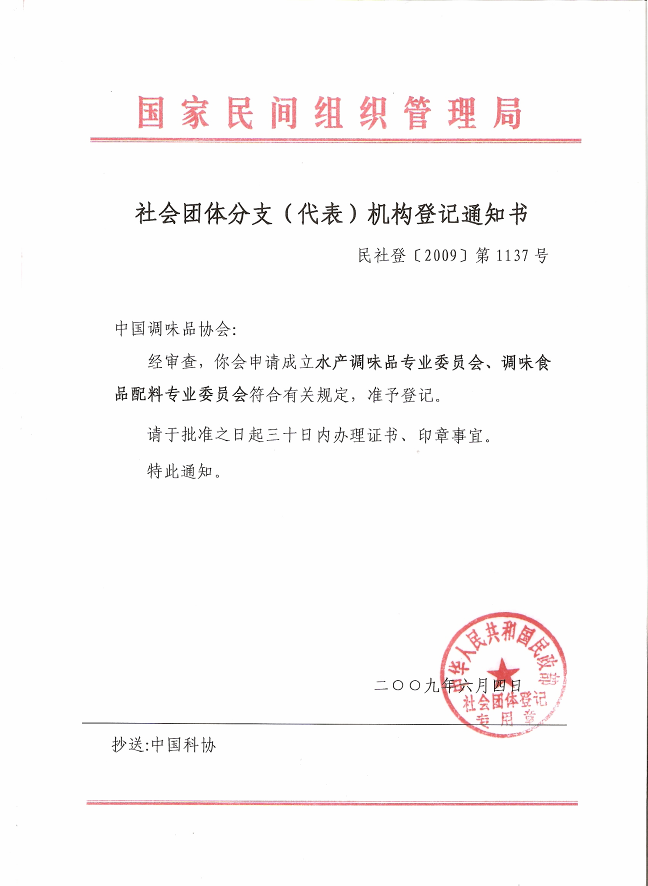 国家民间组织管理局
社会团体分支（代表）机构登记通知书
民社登〔2009〕第1137号
中国调味品协会:
经审查，你会申请成立水产调味品专业委员会、调味食
品配料专业委员会符合有关规定，准予登记。
请于批准之日起三十日内办理证书、印章事宜。
特此通知。
中华人民共和国民政部
社会团体登记
专用章
二〇〇九年六月四日
抄送:中国科协